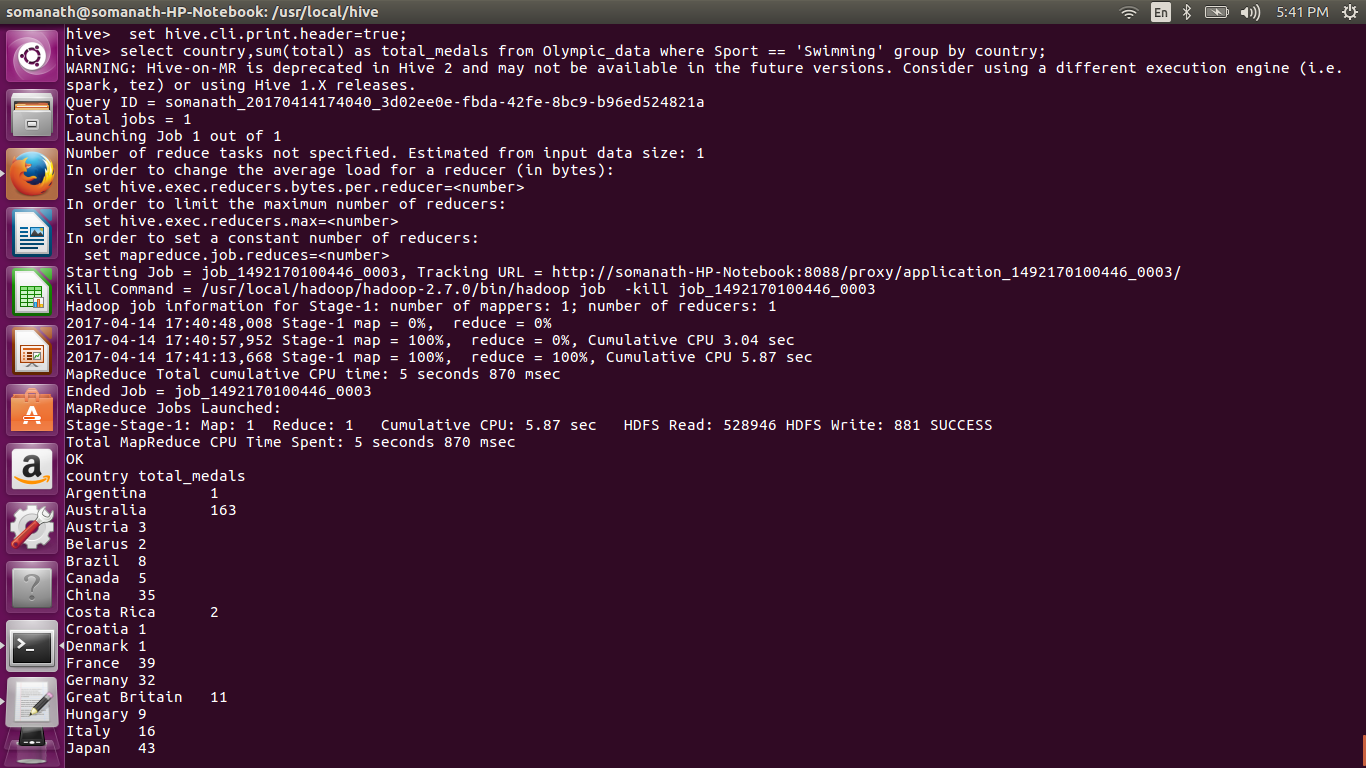 somanath@somanath-HP-Notebook: /usr/local/hive
En
5:41 PM
hive>  set hive.cli.print.header=true;
hive> select country,sum(total) as total_medals from Olympic_data where Sport == 'Swimming' group by country;
WARNING: Hive-on-MR is deprecated in Hive 2 and may not be available in the future versions. Consider using a different execution engine (i.e.
spark, tez) or using Hive 1.X releases.
Query ID = somanath_20170414174040_3d02ee0e-fbda-42fe-8bc9-b96ed524821a
Total jobs = 1
Launching Job 1 out of 1
Number of reduce tasks not specified. Estimated from input data size: 1
In order to change the average load for a reducer (in bytes):
  set hive.exec.reducers.bytes.per.reducer=<number>
In order to limit the maximum number of reducers:
  set hive.exec.reducers.max=<number>
In order to set a constant number of reducers:
  set mapreduce.job.reduces=<number>
Starting Job = job_1492170100446_0003, Tracking URL = http://somanath-HP-Notebook:8088/proxy/application_1492170100446_0003/
Kill Command = /usr/local/hadoop/hadoop-2.7.0/bin/hadoop job  -kill job_1492170100446_0003
Hadoop job information for Stage-1: number of mappers: 1; number of reducers: 1
2017-04-14 17:40:48,008 Stage-1 map = 0%,  reduce = 0%
2017-04-14 17:40:57,952 Stage-1 map = 100%,  reduce = 0%, Cumulative CPU 3.04 sec
2017-04-14 17:41:13,668 Stage-1 map = 100%,  reduce = 100%, Cumulative CPU 5.87 sec
MapReduce Total cumulative CPU time: 5 seconds 870 msec
Ended Job = job_1492170100446_0003
MapReduce Jobs Launched:
Stage-Stage-1: Map: 1  Reduce: 1   Cumulative CPU: 5.87 sec   HDFS Read: 528946 HDFS Write: 881 SUCCESS
Total MapReduce CPU Time Spent: 5 seconds 870 msec
OK
country total_medals
Argentina       1
Australia       163
Austria 3
Belarus 2
Brazil  8
Canada  5
China   35
Costa Rica      2
Croatia 1
Denmark 1
France  39
Germany 32
Great Britain   11
Hungary 9
Italy   16
Japan   43